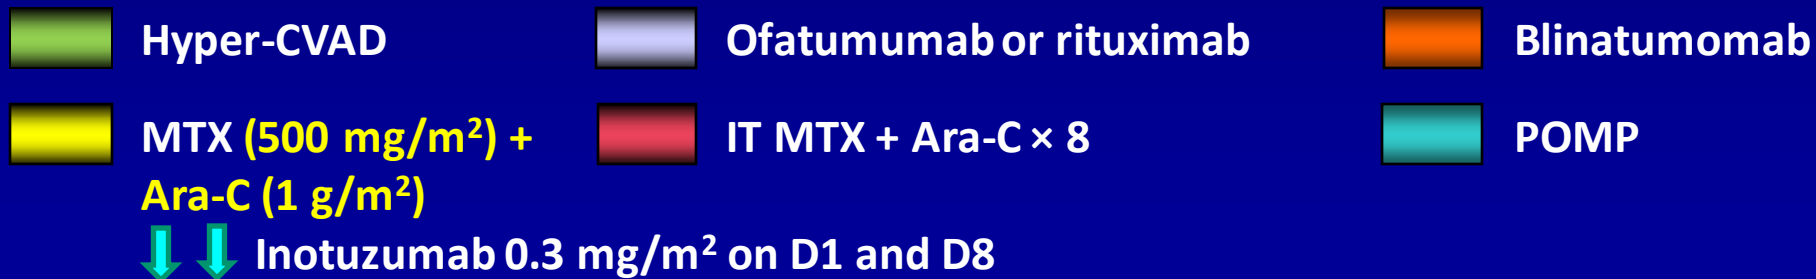 Hyper-CVAD
Ofatumumab or rituximab
Blinatumomab
MTX (500 mg/m²) +
Ara-C (1 g/m²)
IT MTX + Ara-C × 8
POMP
Inotuzumab 0.3 mg/m² on D1 and D8